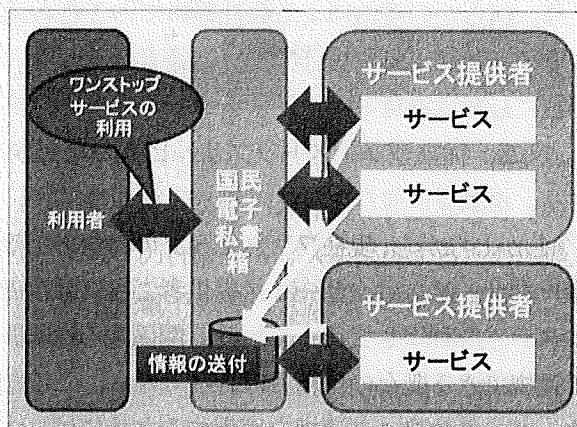 ワンストップ
サービスの
利用
利用者
国民
電子
私書
箱
情報の送付
サービス提供者
サービス
サービス
サービス提供者
サービス